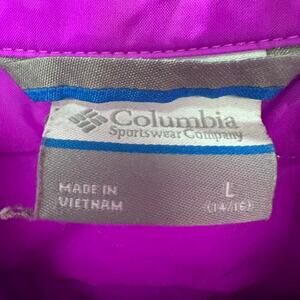 Columbia
Sportswear Company
MADE IN
VIETNAM
L
(14/16)